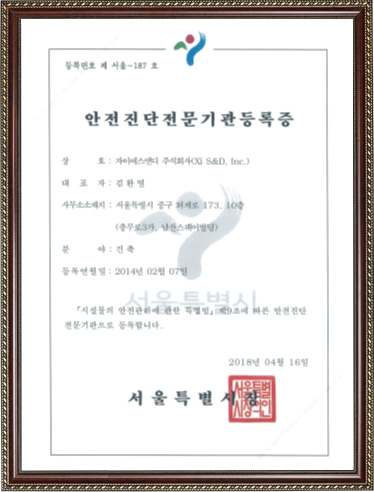 등록번호 제 서울-187 호
안전진단전문기관등록증
상 호 : 자이에스앤디 주식회사(Xi S&D, Inc.)
대 표 자 : 김환열
사무소소재지 : 서울특별시 중구 퇴계로 173, 10층
(충무로3가, 남산스퀘어빌딩)
분 야 : 건축
등록연월일 : 2014년 02월 07일
서울특별시
「시설물의 안전관리에 관한 특별법」 제9조에 따른 안전진단
전문기관으로 등록합니다.
2018년 04월 16일
서울특별시장
서울특별
시장의인